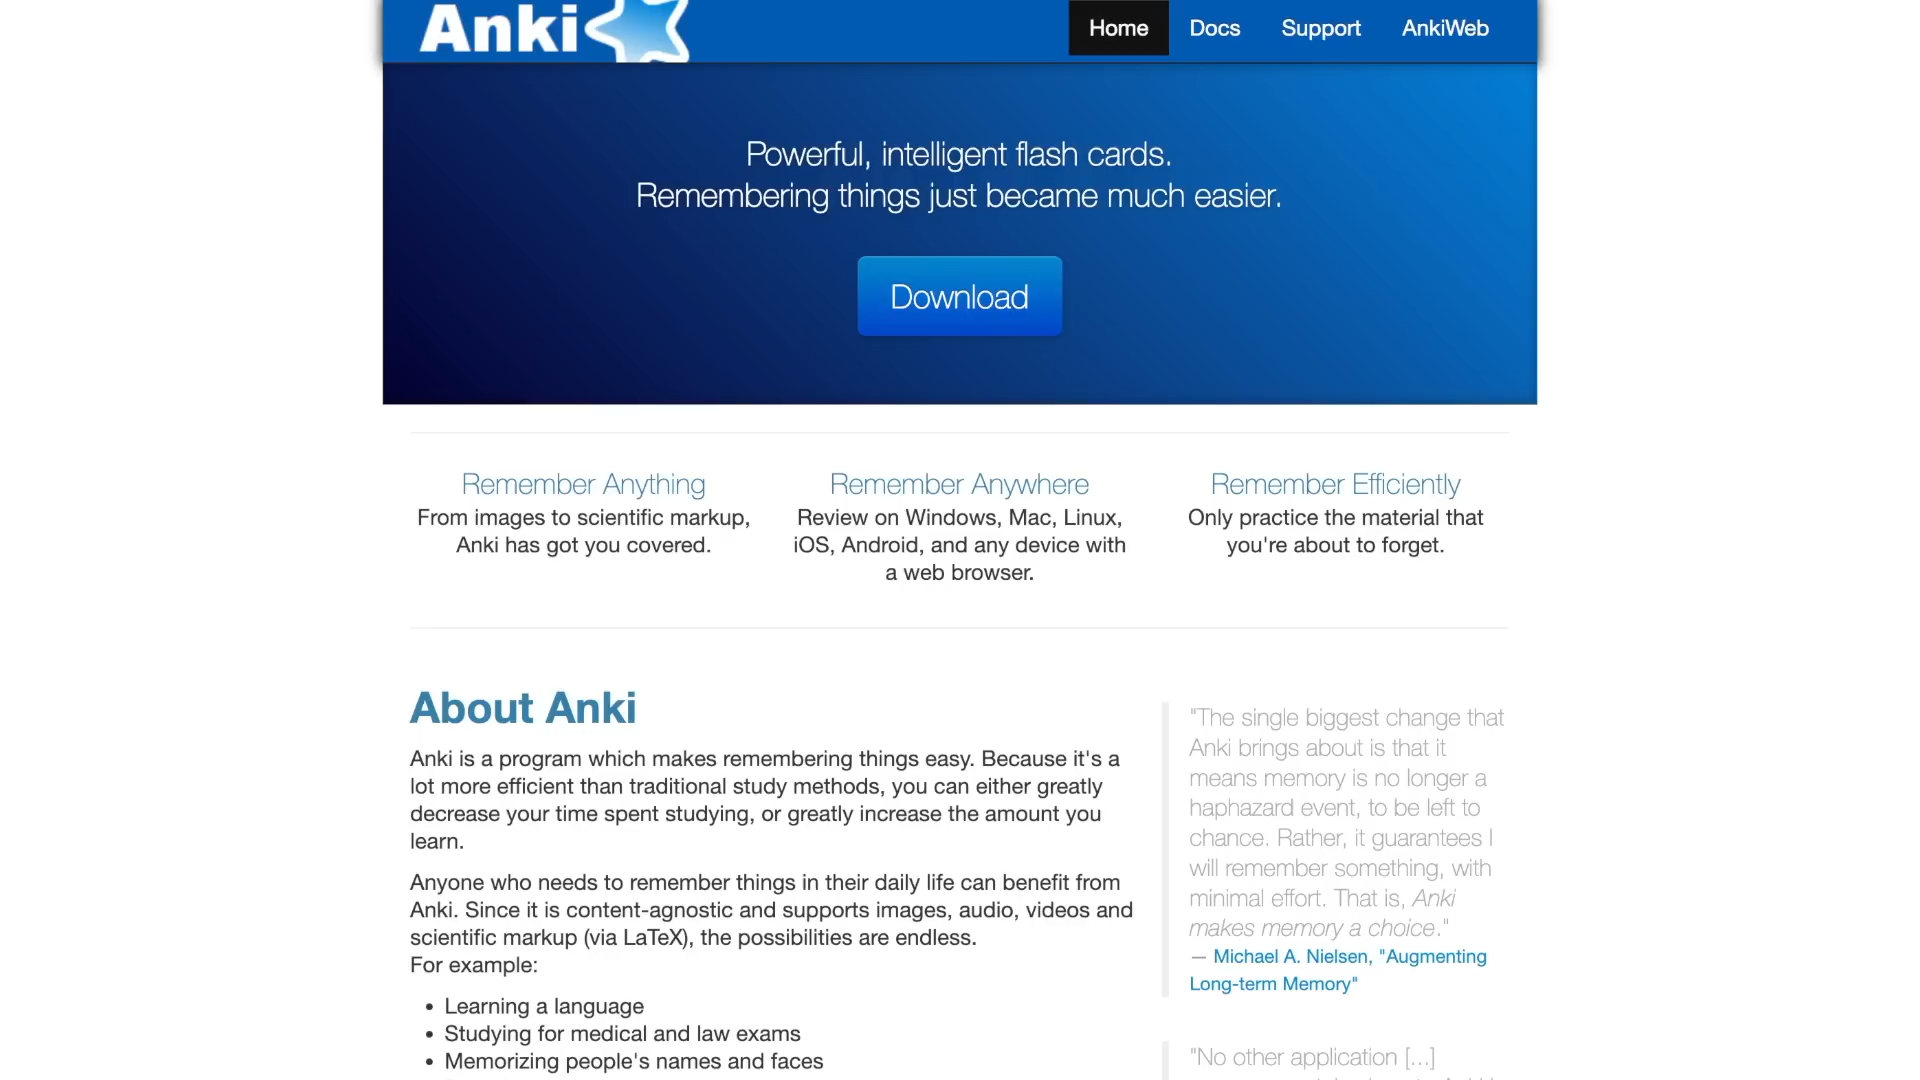 Anki
Home
Docs
Support
AnkiWeb
Powerful, intelligent flash cards.
Remembering things just became much easier.
Download
Remember Anything
From images to scientific markup,
Anki has got you covered.
Remember Anywhere
Review on Windows, Mac, Linux,
iOS, Android, and any device with
a web browser.
Remember Efficiently
Only practice the material that
you're about to forget.
About Anki
Anki is a program which makes remembering things easy. Because it's a
lot more efficient than traditional study methods, you can either greatly
decrease your time spent studying, or greatly increase the amount you
learn.
Anyone who needs to remember things in their daily life can benefit from
Anki. Since it is content-agnostic and supports images, audio, videos and
scientific markup (via LaTeX), the possibilities are endless.
For example:
• Learning a language
• Studying for medical and law exams
• Memorizing people's names and faces
"The single biggest change that
Anki brings about is that it
means memory is no longer a
haphazard event, to be left to
chance. Rather, it guarantees I
will remember something, with
minimal effort. That is, Anki
makes memory a choice."
— Michael A. Nielsen, "Augmenting
Long-term Memory"
"No other application [...]